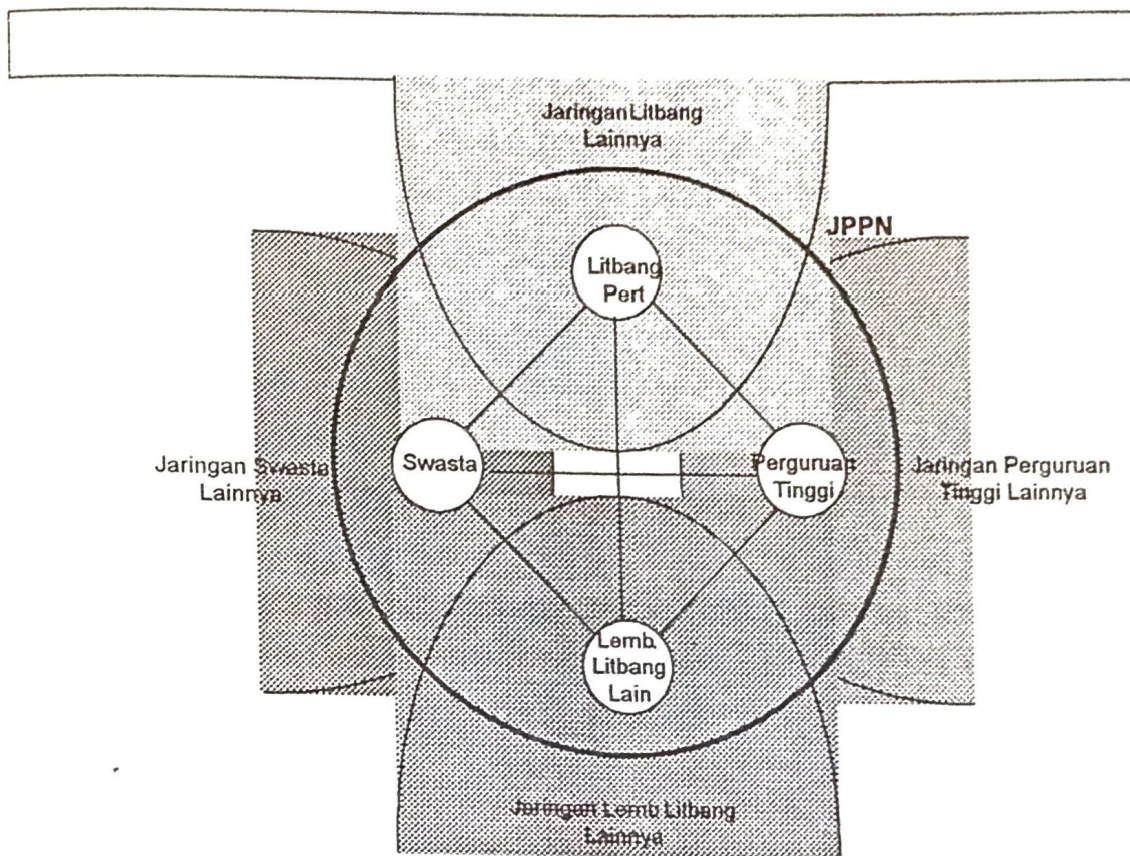 Jaringan Litbang
Lainnya
JPPN
Litbang
Pert
Jaringan Swasta
Lainnya
Swasta
Perguruan
Tinggi
Jaringan Perguruan
Tinggi Lainnya
Lemb.
Litbang
Lain
Jaringan Lemb Litbang
Lainnya